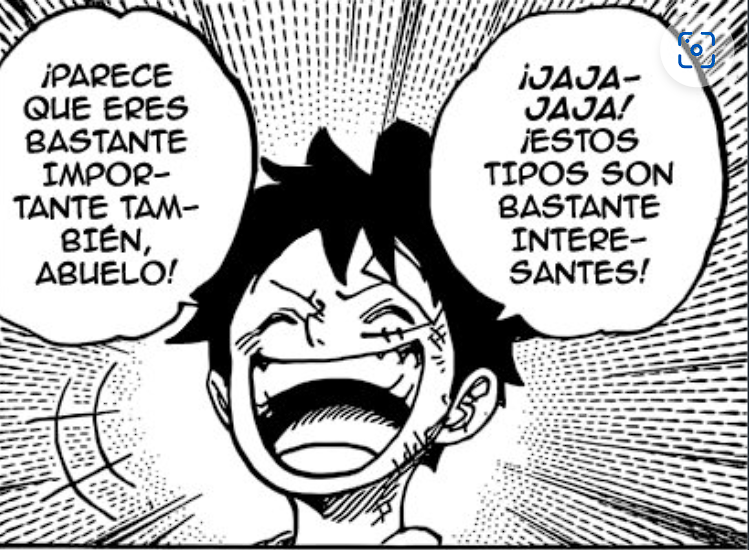 ¡JAJA-
JAJA!
¡ESTOS
TIPOS SON
BASTANTE
INTERE-
SANTES!
¡PARECE
QUE ERES
BASTANTE
IMPOR-
TANTE TAM-
BIÉN,
ABUELO!